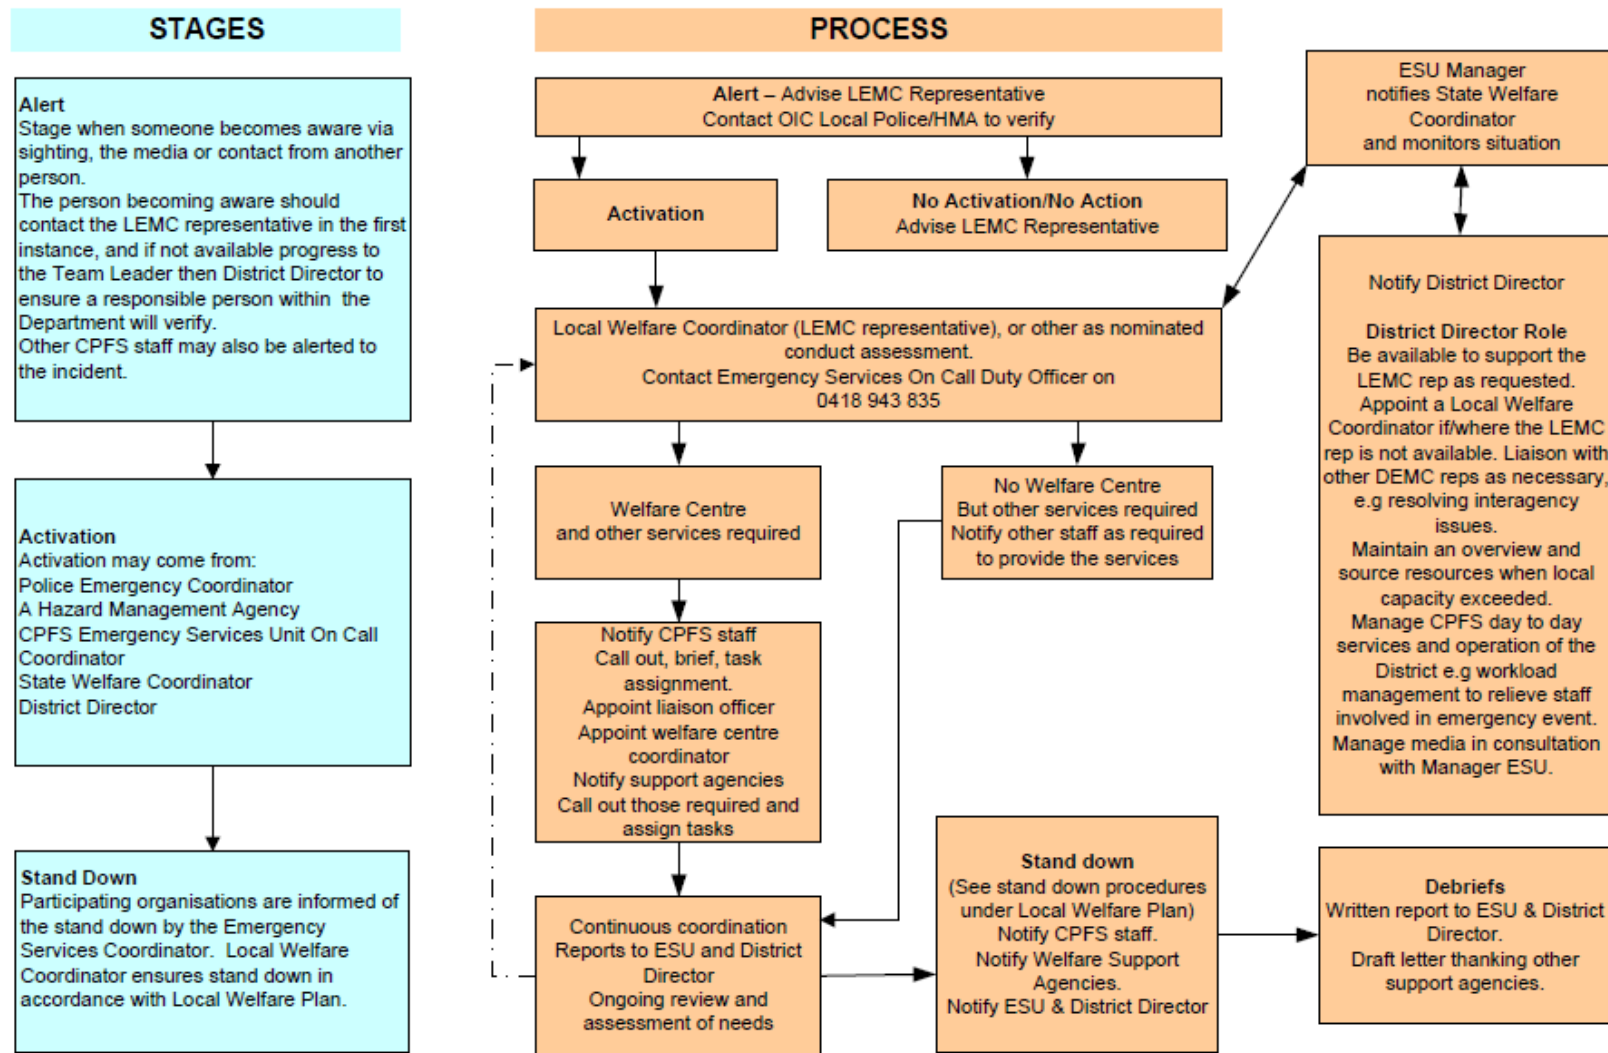 STAGES
Alert
Stage when someone becomes aware via
sighting, the media or contact from another
person.
The person becoming aware should
contact the LEMC representative in the first
instance, and if not available progress to
the Team Leader then District Director to
ensure a responsible person within the
Department will verify.
Other CPFS staff may also be alerted to
the incident.
Activation
Activation may come from:
Police Emergency Coordinator
A Hazard Management Agency
CPFS Emergency Services Unit On Call
Coordinator
State Welfare Coordinator
District Director
Stand Down
Participating organisations are informed of
the stand down by the Emergency
Services Coordinator. Local Welfare
Coordinator ensures stand down in
accordance with Local Welfare Plan.
PROCESS
Alert – Advise LEMC Representative
Contact OIC Local Police/HMA to verify
Activation
No Activation/No Action
Advise LEMC Representative
Local Welfare Coordinator (LEMC representative), or other as nominated
conduct assessment.
Contact Emergency Services On Call Duty Officer on
0418 943 835
Welfare Centre
and other services required
No Welfare Centre
But other services required
Notify other staff as required
to provide the services
Notify CPFS staff
Call out, brief, task
assignment.
Appoint liaison officer
Appoint welfare centre
coordinator
Notify support agencies
Call out those required and
assign tasks
Continuous coordination
Reports to ESU and District
Director
Ongoing review and
assessment of needs
Stand down
(See stand down procedures
under Local Welfare Plan)
Notify CPFS staff.
Notify Welfare Support
Agencies.
Notify ESU & District Director
ESU Manager
notifies State Welfare
Coordinator
and monitors situation
Notify District Director
District Director Role
Be available to support the
LEMC rep as requested.
Appoint a Local Welfare
Coordinator if/where the LEMC
rep is not available. Liaison with
other DEMC reps as necessary,
e.g resolving interagency
issues.
Maintain an overview and
source resources when local
capacity exceeded.
Manage CPFS day to day
services and operation of the
District e.g workload
management to relieve staff
involved in emergency event.
Manage media in consultation
with Manager ESU.
Debriefs
Written report to ESU & District
Director.
Draft letter thanking other
support agencies.